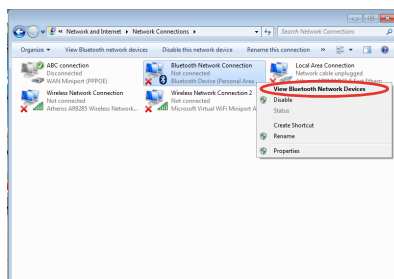 « Network and Internet ▸ Network Connections ▸
Search Network Connections
Organize
View Bluetooth network devices
Disable this network device
Rename this connection
»
ABC connection
Disconnected
WAN Miniport (PPPOE)
Bluetooth Network Connection
Not connected
Bluetooth Device (Personal Area
Local Area Connection
Network cable unplugged
Wireless Network Connection
Not connected
Atheros AR9285 Wireless Network...
Wireless Network Connection 2
Not connected
Microsoft Virtual WiFi Miniport A
View Bluetooth Network Devices
Disable
Status
Create Shortcut
Rename
Properties